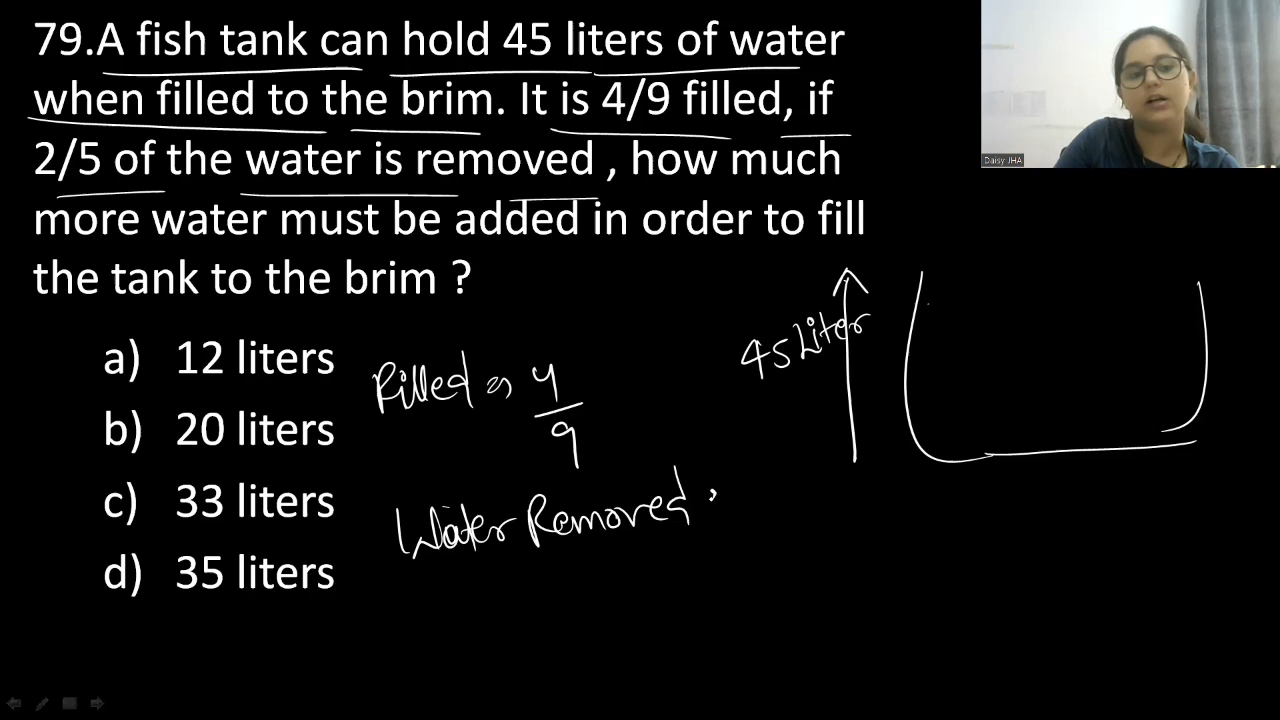 79.A fish tank can hold 45 liters of water
when filled to the brim. It is 4/9 filled, if
2/5 of the water is removed , how much
more water must be added in order to fill
the tank to the brim ?
a) 12 liters
b) 20 liters
c) 33 liters
d) 35 liters
Filled
4
9
Water Removed
45 Liter
Daisy JHA